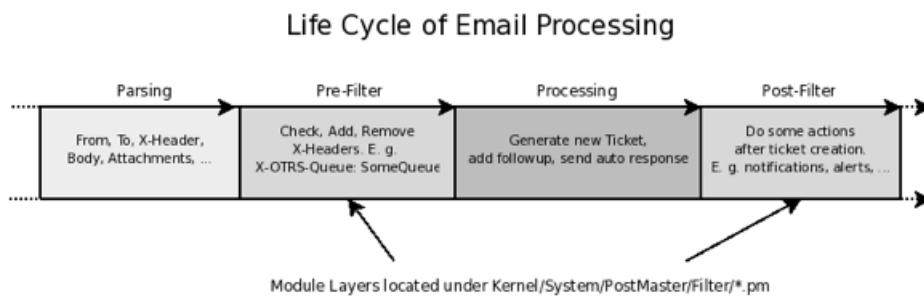 Life Cycle of Email Processing
Parsing
Pre-Filter
Processing
Post-Filter
From, To, X-Header,
Body, Attachments, ...
Check, Add, Remove
X-Headers. E. g.
X-OTRS-Queue: SomeQueue
Generate new Ticket,
add followup, send auto response
Do some actions
after ticket creation.
E. g. notifications, alerts, ...
Module Layers located under Kernel/System/PostMaster/Filter/*.pm